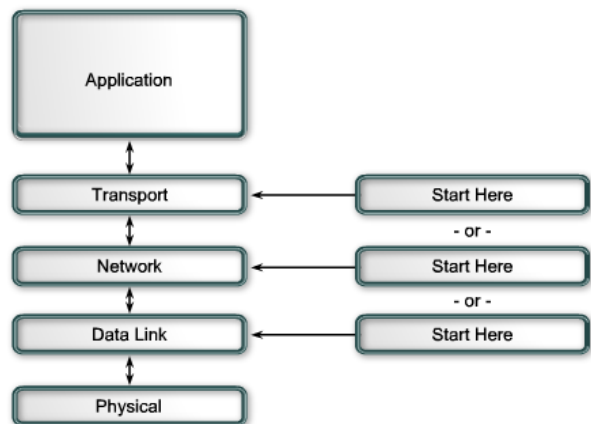 Application
Transport
Start Here
- or -
Network
Start Here
- or -
Data Link
Start Here
Physical